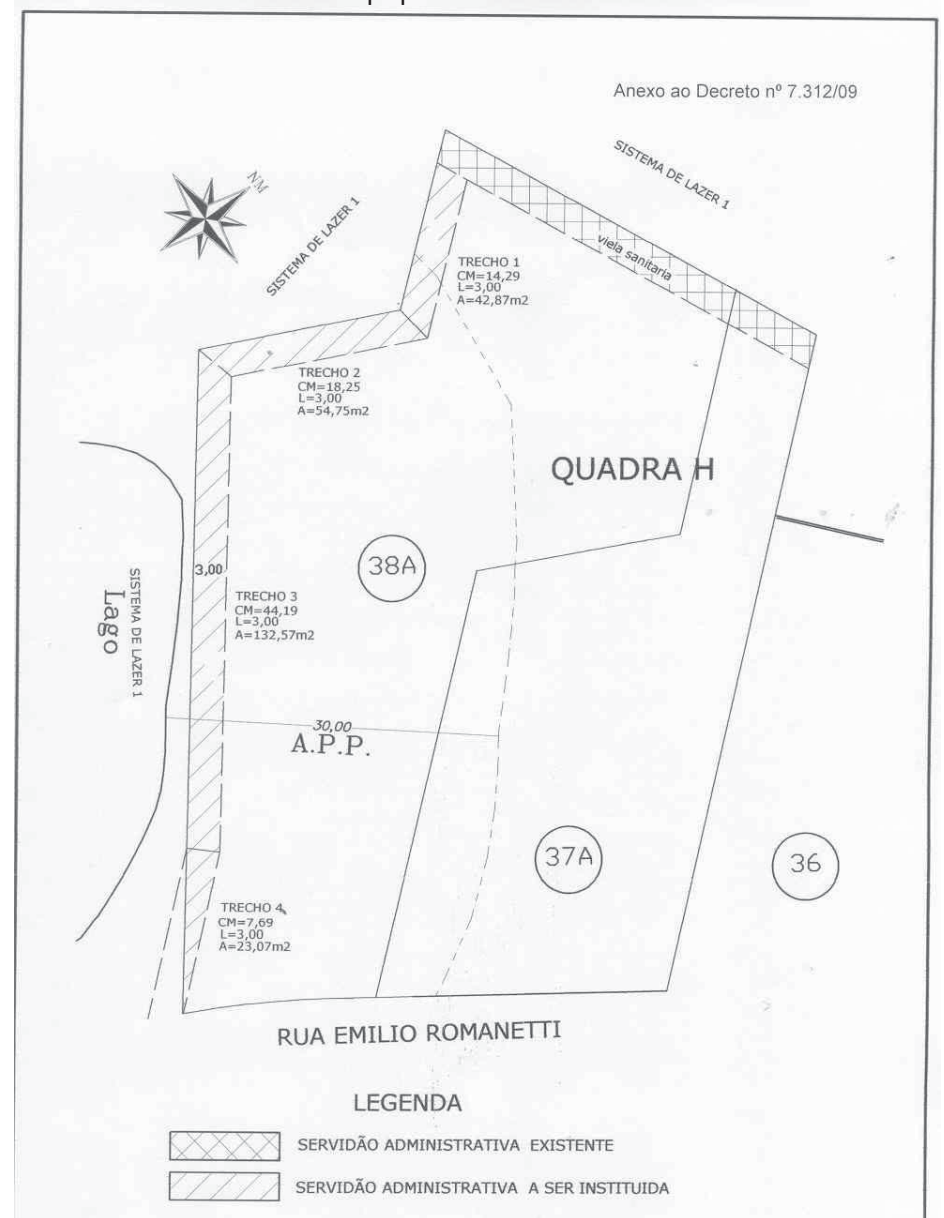 Anexo ao Decreto nº 7.312/09
SISTEMA DE LAZER 1
NM
SISTEMA DE LAZER 1
viela sanitaria
TRECHO 1
CM=14,29
L=3,00
A=42,87m2
TRECHO 2
CM=18,25
L=3,00
A=54,75m2
QUADRA H
3,00
38A
SISTEMA DE LAZER 1
Lago
TRECHO 3
CM=44,19
L=3,00
A=132,57m2
30,00
A.P.P.
37A
36
TRECHO 4
CM=7,69
L=3,00
A=23,07m2
RUA EMILIO ROMANETTI
LEGENDA
SERVIDÃO ADMINISTRATIVA EXISTENTE
SERVIDÃO ADMINISTRATIVA A SER INSTITUIDA